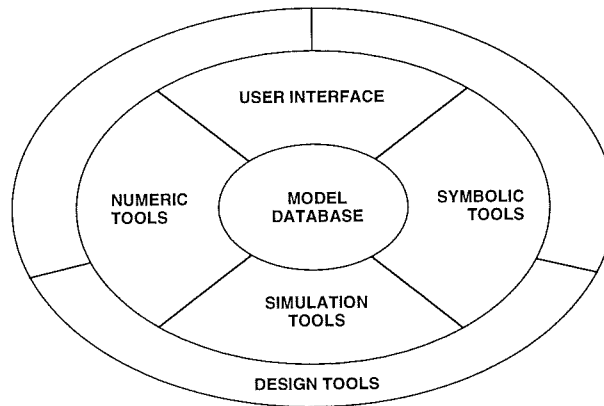 USER INTERFACE
NUMERIC
TOOLS
MODEL
DATABASE
SYMBOLIC
TOOLS
SIMULATION
TOOLS
DESIGN TOOLS